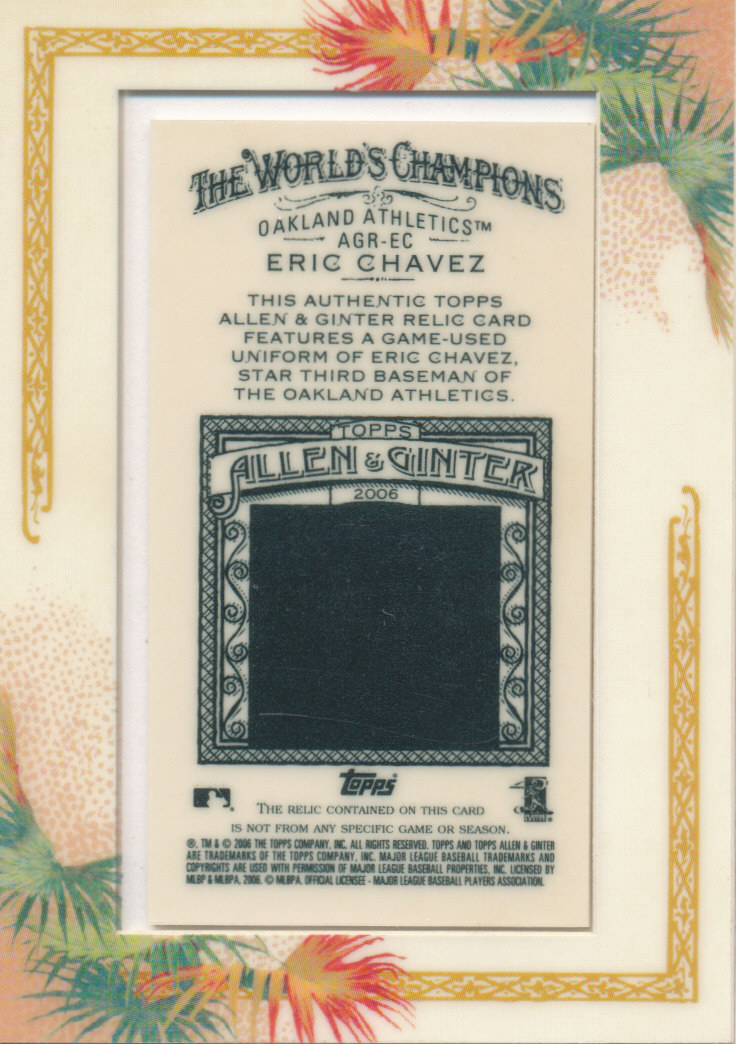 THE WORLD'S CHAMPIONS
OAKLAND ATHLETICS™
AGR-EC
ERIC CHAVEZ
THIS AUTHENTIC TOPPS
ALLEN & GINTER RELIC CARD
FEATURES A GAME-USED
UNIFORM OF ERIC CHAVEZ,
STAR THIRD BASEMAN OF
THE OAKLAND ATHLETICS.
TOPPS
ALLEN & GINTER
2006
Topps
THE RELIC CONTAINED ON THIS CARD
IS NOT FROM ANY SPECIFIC GAME OR SEASON.
®, TM & © 2006 THE TOPPS COMPANY, INC. ALL RIGHTS RESERVED. TOPPS AND TOPPS ALLEN & GINTER
ARE TRADEMARKS OF THE TOPPS COMPANY, INC. MAJOR LEAGUE BASEBALL TRADEMARKS AND
COPYRIGHTS ARE USED WITH PERMISSION OF MAJOR LEAGUE BASEBALL PROPERTIES, INC. LICENSED BY
MLBP & MLBPA, 2006. © MLBPA. OFFICIAL LICENSEE - MAJOR LEAGUE BASEBALL PLAYERS ASSOCIATION.